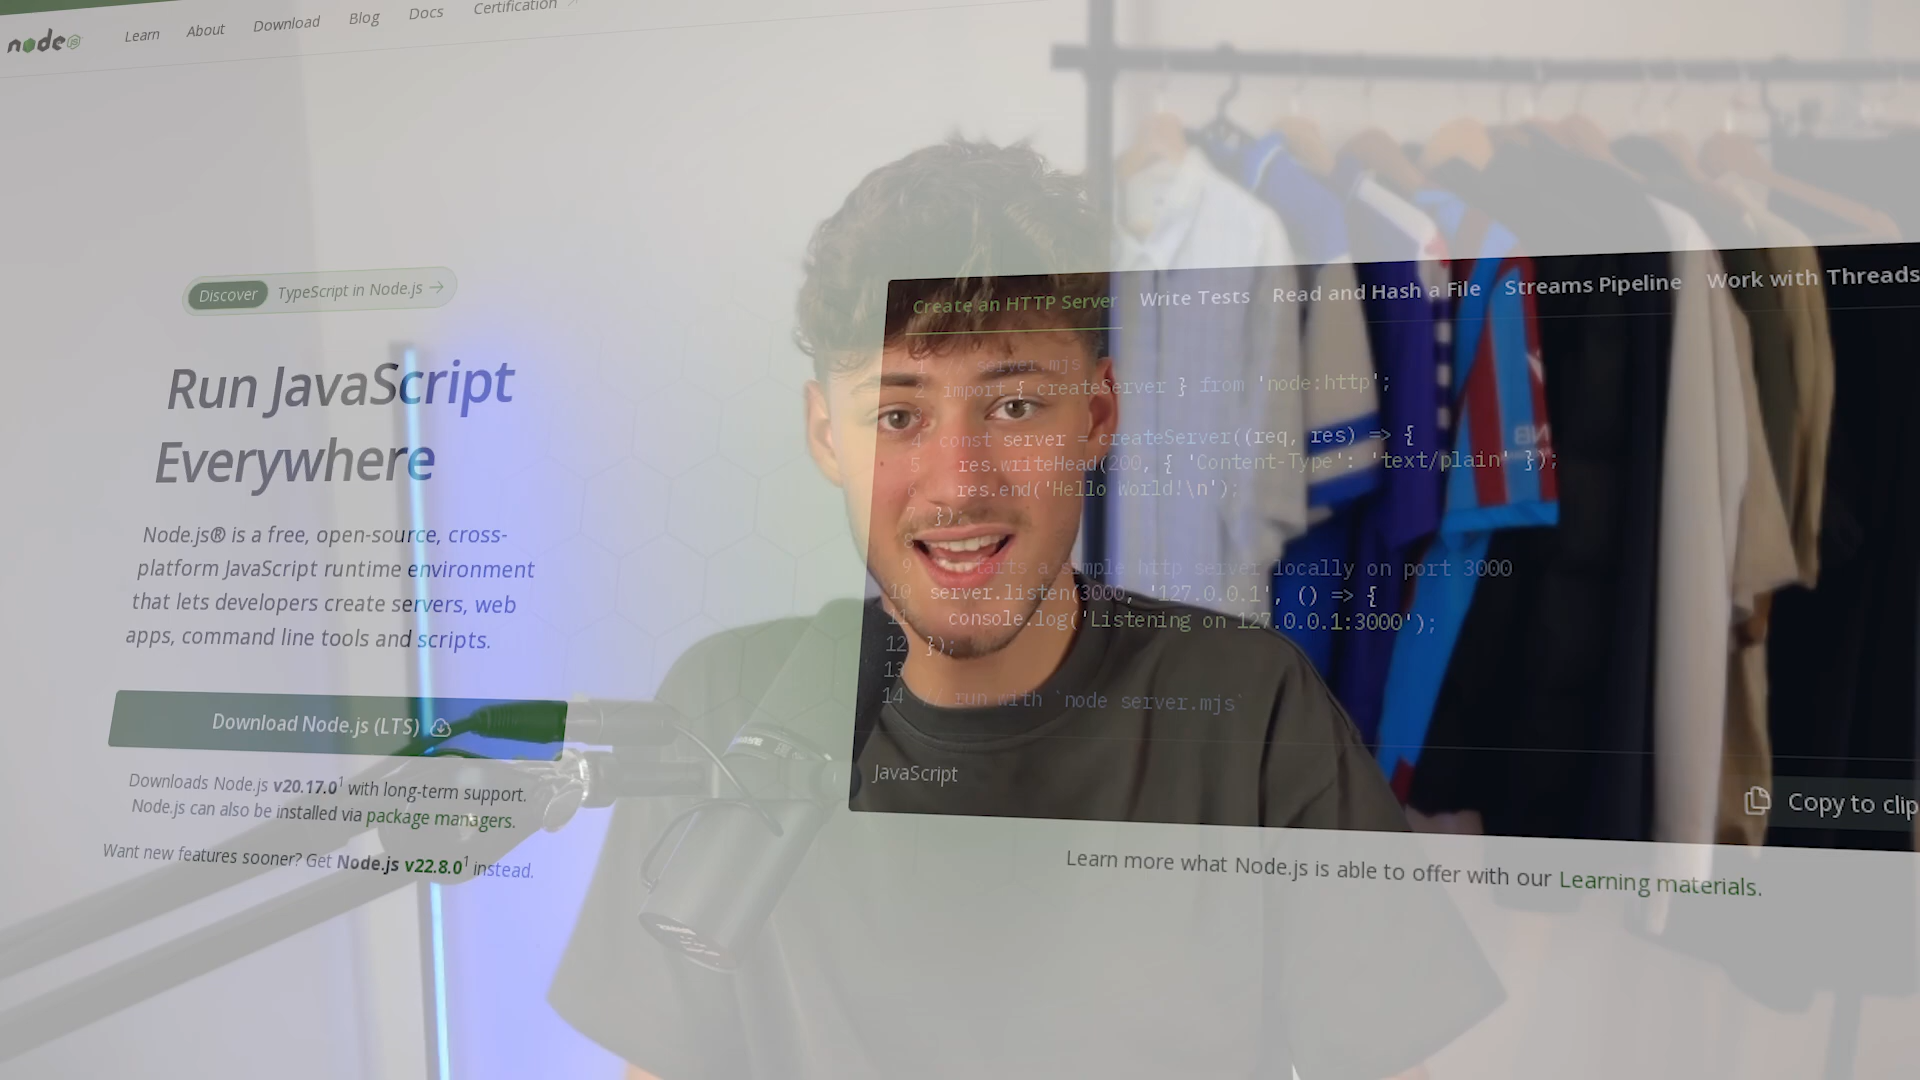 node
Learn
About
Download
Blog
Docs
Certification
Discover
TypeScript in Node.js →
Run JavaScript
Everywhere
Node.js® is a free, open-source, cross-
platform JavaScript runtime environment
that lets developers create servers, web
apps, command line tools and scripts.
Download Node.js (LTS)
Downloads Node.js v20.17.0¹ with long-term support.
Node.js can also be installed via package managers.
Want new features sooner? Get Node.js v22.8.0¹ instead.
Create an HTTP Server
Write Tests
Read and Hash a File
Streams Pipeline
Work with Threads
server.mjs
2 import { createServer } from 'node:http';
4 const server = createServer((req, res) => {
5 res.writeHead(200, { 'Content-Type': 'text/plain' });
6 res.end('Hello World!\n');
7 });
8
9 a simple http server locally on port 3000
10 server.listen(3000, '127.0.0.1', () => {
11 console.log('Listening on 127.0.0.1:3000');
12 });
13
14 // run with `node server.mjs`
JavaScript
Copy to clip
Learn more what Node.js is able to offer with our Learning materials.